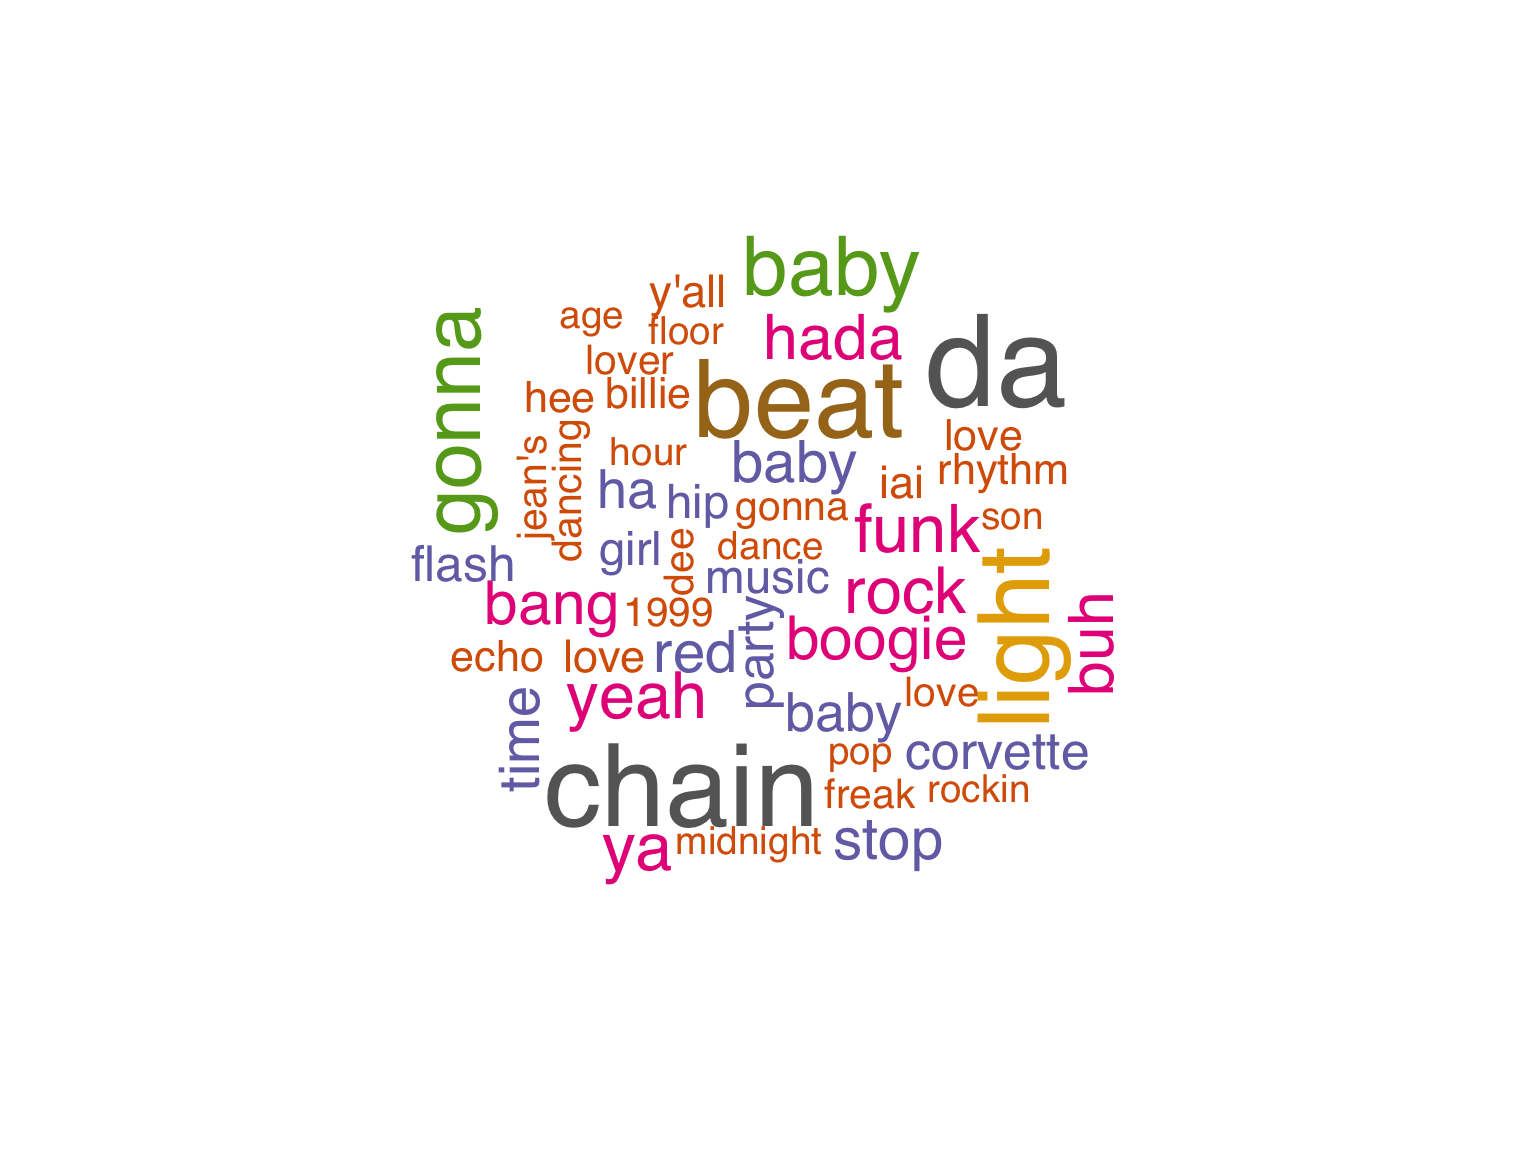 baby
y'all
age
floor
hada
da
gonna
lover
beat
hee
billie
love
jean's
dancing
hour
baby
iai
rhythm
ha
hip
gonna
funk
son
flash
girl
dee
dance
music
light
bang
1999
rock
buh
party
boogie
echo
love
red
yeah
love
time
baby
chain
pop
corvette
freak
rockin
ya
midnight
stop